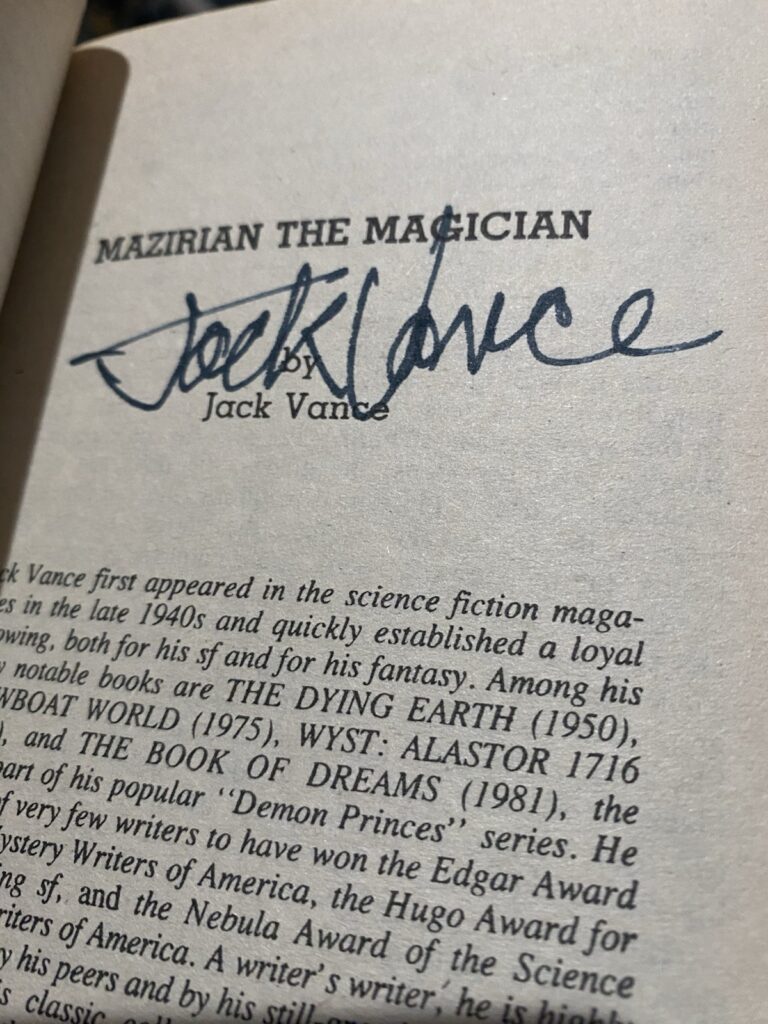 MAZIRIAN THE MAGICIAN
Jack Vance
by
Jack Vance
ck Vance first appeared in the science fiction maga-
es in the late 1940s and quickly established a loyal
owing, both for his sf and for his fantasy. Among his
y notable books are THE DYING EARTH (1950),
WBOAT WORLD (1975), WYST: ALASTOR 1716
), and THE BOOK OF DREAMS (1981), the
part of his popular "Demon Princes" series. He
f very few writers to have won the Edgar Award
ystery Writers of America, the Hugo Award for
ng sf, and the Nebula Award of the Science
riters of America. A writer's writer, he is highly
y his peers and by his
s classic